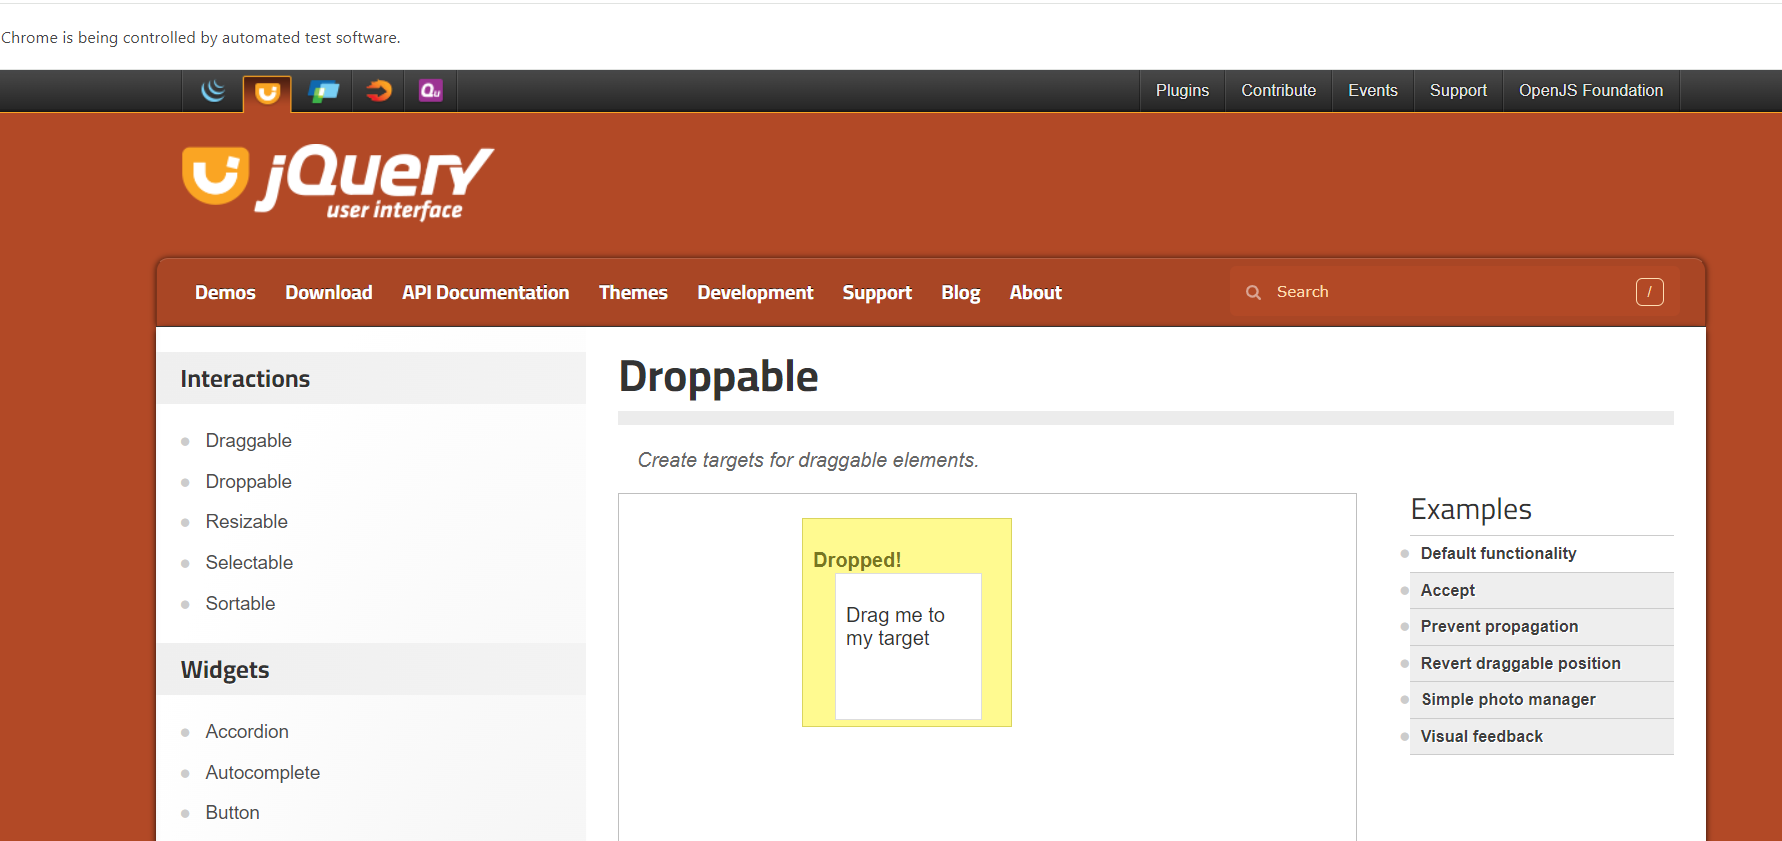 Chrome is being controlled by automated test software.
Qu
Plugins Contribute Events Support OpenJS Foundation
jQuery
user interface
Demos Download API Documentation Themes Development Support Blog About Search /
Interactions
Draggable
Droppable
Resizable
Selectable
Sortable
Widgets
Accordion
Autocomplete
Button
Droppable
Create targets for draggable elements.
Dropped!
Drag me to
my target
Examples
Default functionality
Accept
Prevent propagation
Revert draggable position
Simple photo manager
Visual feedback